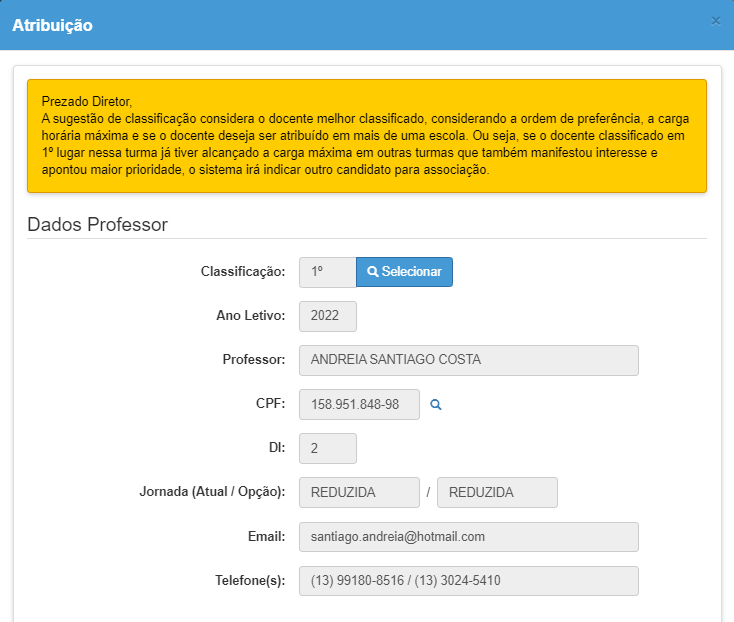 Atribuição
×
Prezado Diretor,
A sugestão de classificação considera o docente melhor classificado, considerando a ordem de preferência, a carga
horária máxima e se o docente deseja ser atribuído em mais de uma escola. Ou seja, se o docente classificado em
1º lugar nessa turma já tiver alcançado a carga máxima em outras turmas que também manifestou interesse e
apontou maior prioridade, o sistema irá indicar outro candidato para associação.
Dados Professor
Classificação: 1º Selecionar
Ano Letivo: 2022
Professor: ANDREIA SANTIAGO COSTA
CPF: 158.951.848-98
DI: 2
Jornada (Atual / Opção): REDUZIDA / REDUZIDA
Email: santiago.andreia@hotmail.com
Telefone(s): (13) 99180-8516 / (13) 3024-5410